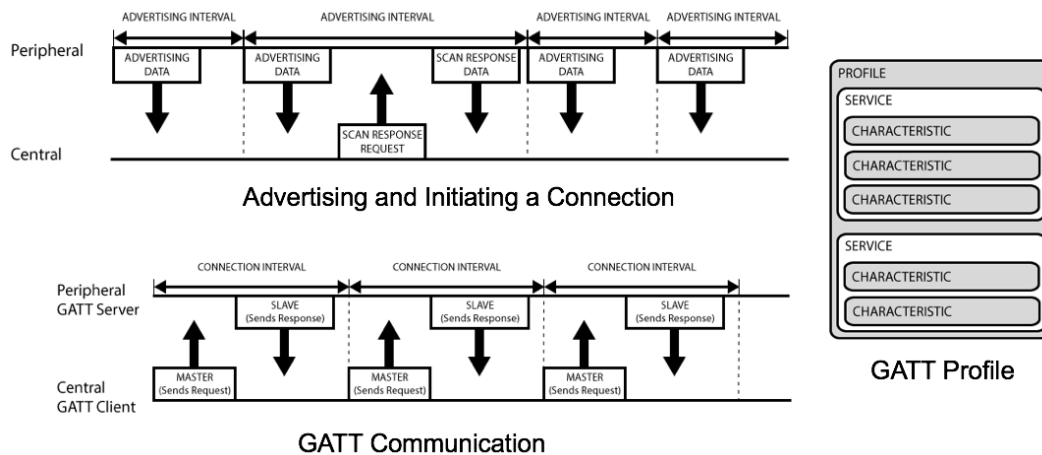 ADVERTISING INTERVAL
ADVERTISING INTERVAL
ADVERTISING INTERVAL
ADVERTISING INTERVAL
Peripheral
ADVERTISING
DATA
ADVERTISING
DATA
SCAN RESPONSE
DATA
ADVERTISING
DATA
ADVERTISING
DATA
SCAN RESPONSE
REQUEST
Central
Advertising and Initiating a Connection
CONNECTION INTERVAL
CONNECTION INTERVAL
CONNECTION INTERVAL
Peripheral
GATT Server
SLAVE
(Sends Response)
SLAVE
(Sends Response)
SLAVE
(Sends Response)
MASTER
(Sends Request)
MASTER
(Sends Request)
MASTER
(Sends Request)
Central
GATT Client
GATT Communication
PROFILE
SERVICE
CHARACTERISTIC
CHARACTERISTIC
CHARACTERISTIC
SERVICE
CHARACTERISTIC
CHARACTERISTIC
GATT Profile